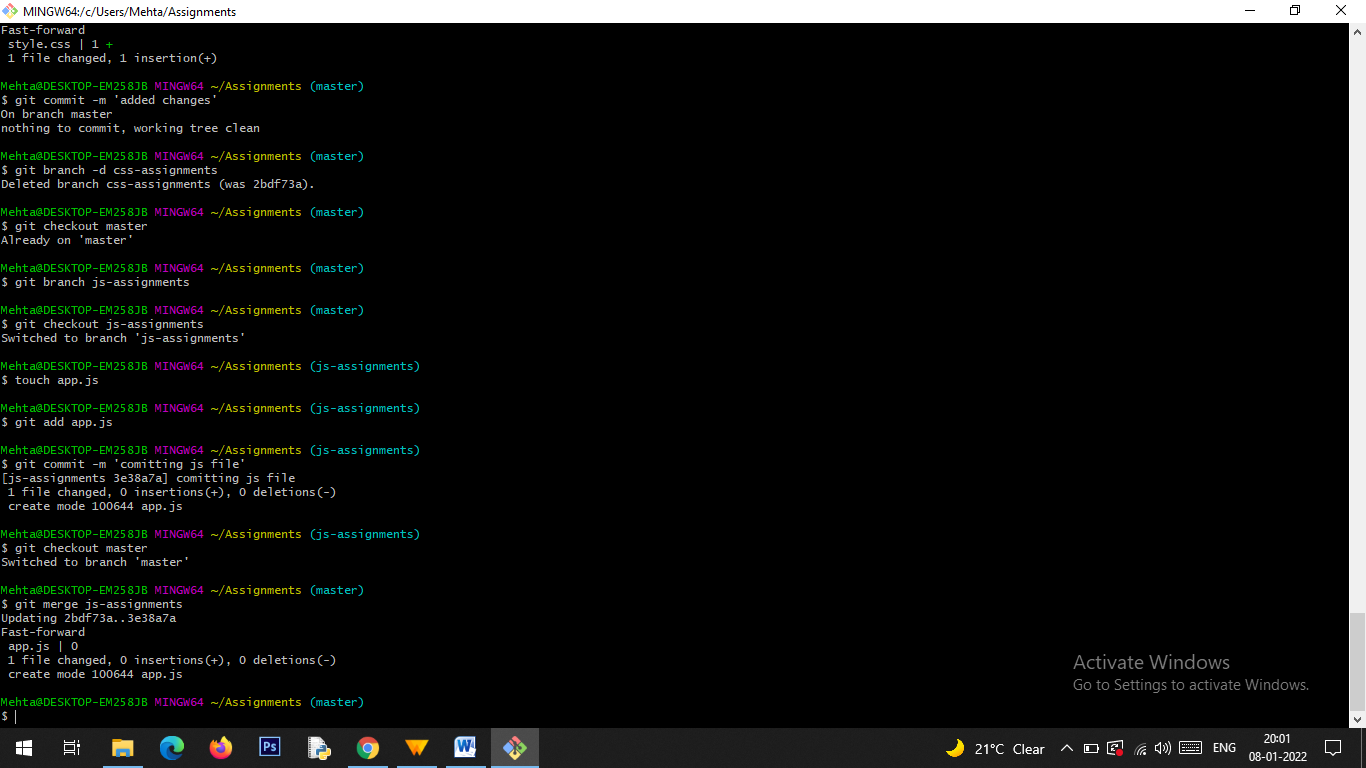 MINGW64:/c/Users/Mehta/Assignments
Fast-forward
 style.css | 1 +
 1 file changed, 1 insertion(+)
Mehta@DESKTOP-EM258JB MINGW64 ~/Assignments (master)
$ git commit -m 'added changes'
On branch master
nothing to commit, working tree clean
Mehta@DESKTOP-EM258JB MINGW64 ~/Assignments (master)
$ git branch -d css-assignments
Deleted branch css-assignments (was 2bdf73a).
Mehta@DESKTOP-EM258JB MINGW64 ~/Assignments (master)
$ git checkout master
Already on 'master'
Mehta@DESKTOP-EM258JB MINGW64 ~/Assignments (master)
$ git branch js-assignments
Mehta@DESKTOP-EM258JB MINGW64 ~/Assignments (master)
$ git checkout js-assignments
Switched to branch 'js-assignments'
Mehta@DESKTOP-EM258JB MINGW64 ~/Assignments (js-assignments)
$ touch app.js
Mehta@DESKTOP-EM258JB MINGW64 ~/Assignments (js-assignments)
$ git add app.js
Mehta@DESKTOP-EM258JB MINGW64 ~/Assignments (js-assignments)
$ git commit -m 'comitting js file'
[js-assignments 3e38a7a] comitting js file
 1 file changed, 0 insertions(+), 0 deletions(-)
 create mode 100644 app.js
Mehta@DESKTOP-EM258JB MINGW64 ~/Assignments (js-assignments)
$ git checkout master
Switched to branch 'master'
Mehta@DESKTOP-EM258JB MINGW64 ~/Assignments (master)
$ git merge js-assignments
Updating 2bdf73a..3e38a7a
Fast-forward
 app.js | 0
 1 file changed, 0 insertions(+), 0 deletions(-)
 create mode 100644 app.js
Mehta@DESKTOP-EM258JB MINGW64 ~/Assignments (master)
$
Activate Windows
Go to Settings to activate Windows.
Ps
W
21°C Clear
ENG
20:01
08-01-2022